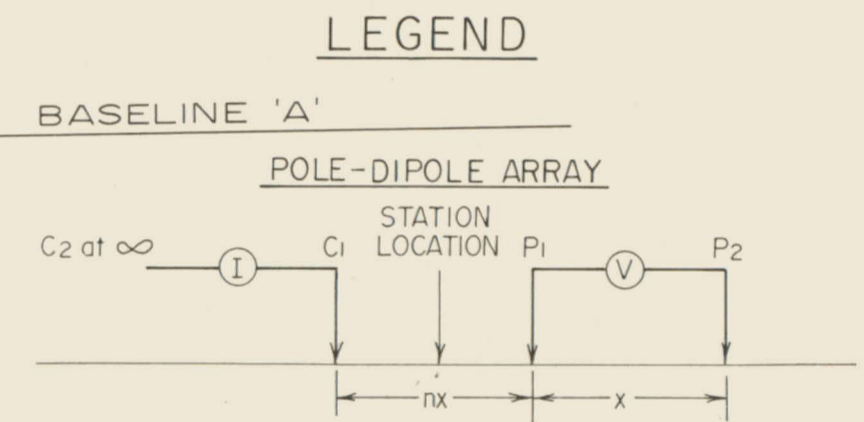 LEGEND
BASELINE 'A'
POLE-DIPOLE ARRAY
STATION
C2 at ∞ C1 LOCATION P1 P2
I V
nx x